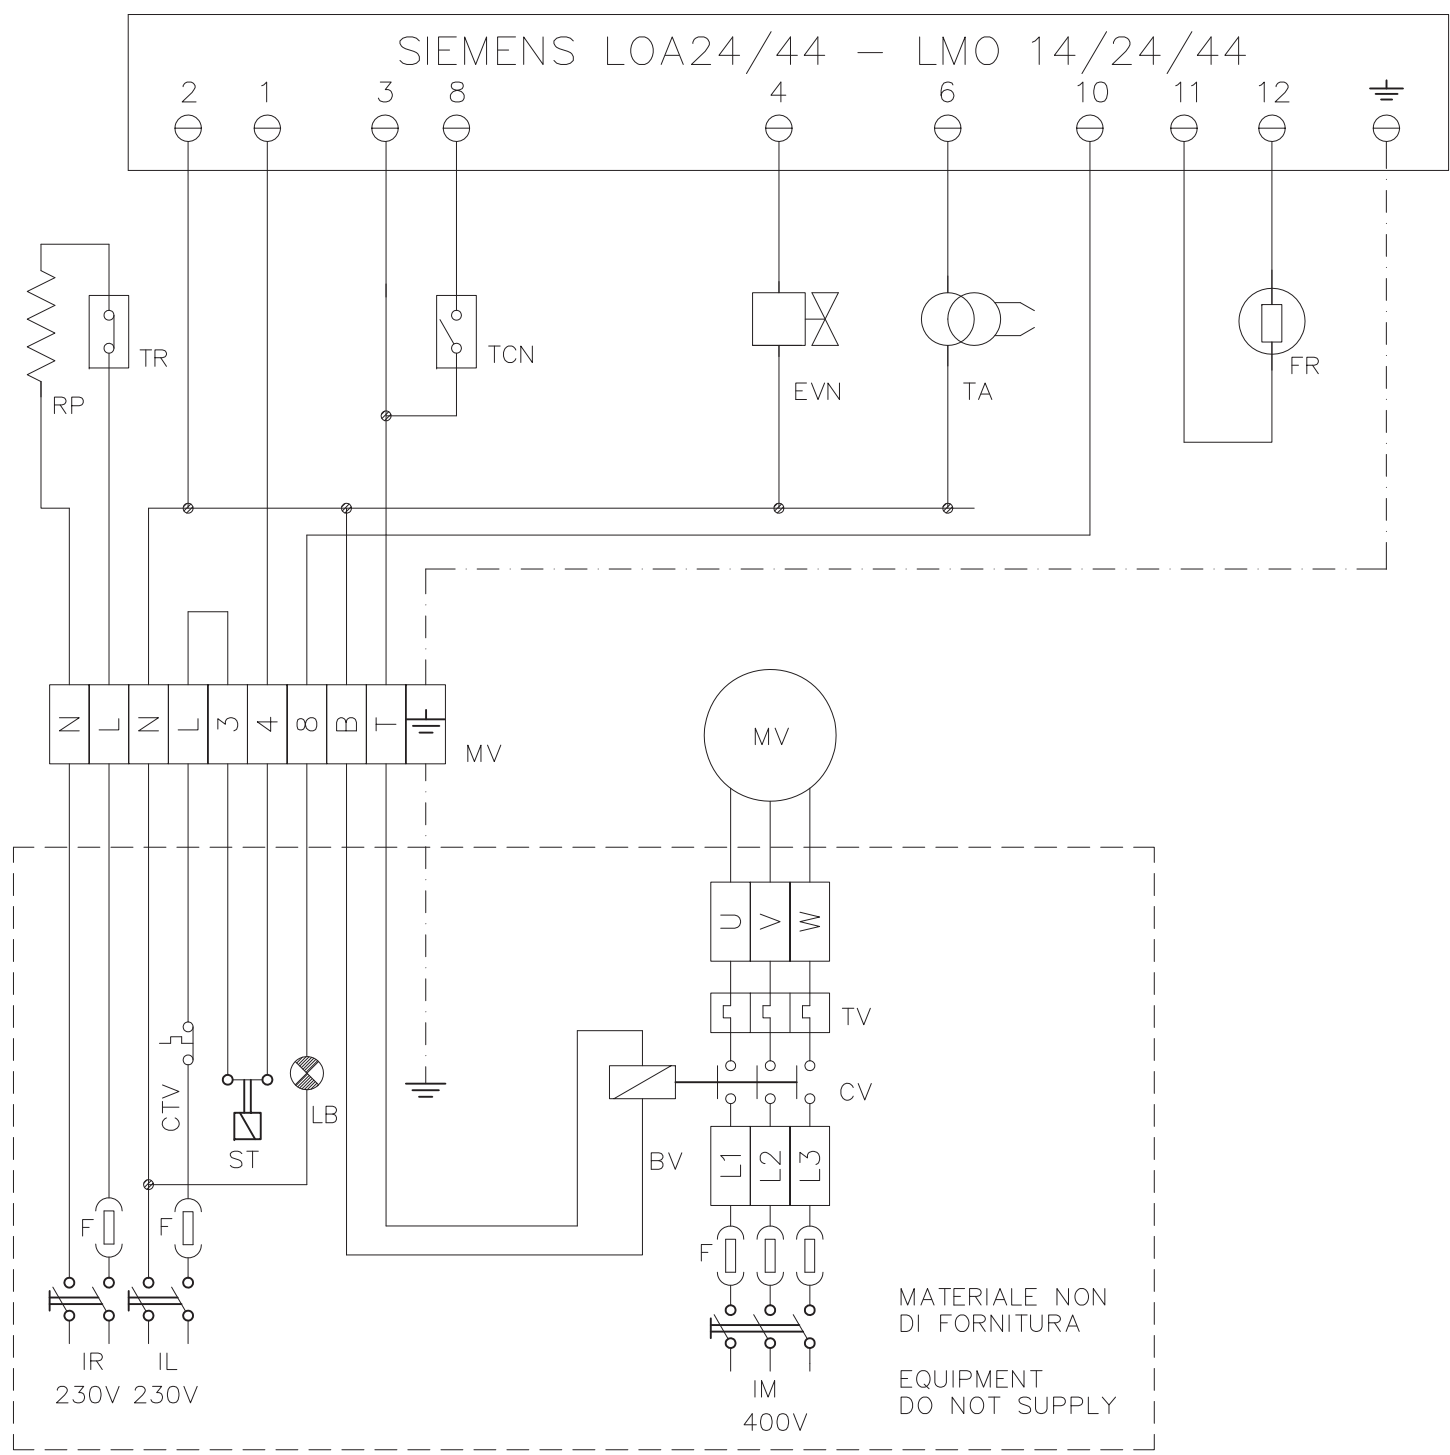 SIEMENS LOA24/44 – LMO 14/24/44
2 1 3 8 4 6 10 11 12
TR
TCN
RP
EVN
TA
FR
N L N L 3 4 8 B T
MV
MV
U V W
TV
CV
CTV
LB
ST
BV
L1 L2 L3
F
F
F
IR
230V
IL
230V
IM
400V
MATERIALE NON
DI FORNITURA
EQUIPMENT
DO NOT SUPPLY